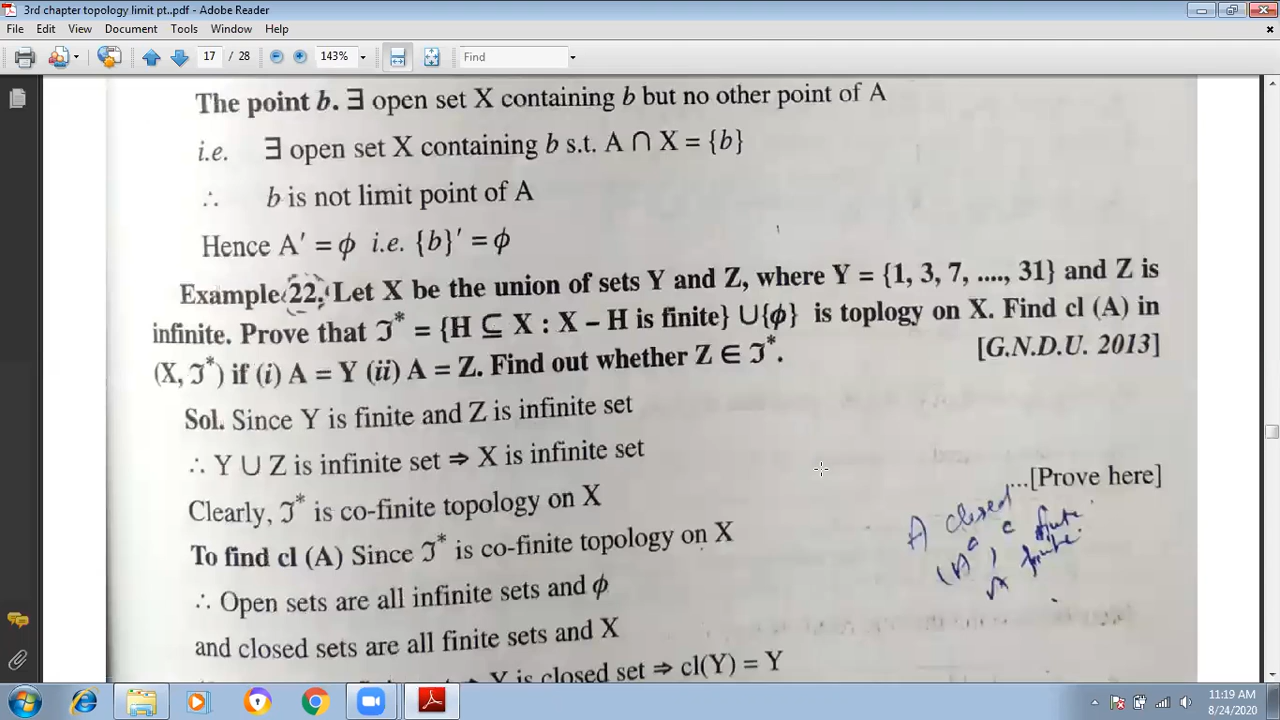 3rd chapter topology limit pt..pdf - Adobe Reader
File Edit View Document Tools Window Help
17 / 28 143% Find
The point b. ∃ open set X containing b but no other point of A
i.e. ∃ open set X containing b s.t. A ∩ X = {b}
∴ b is not limit point of A
Hence A′ = ϕ i.e. {b}′ = ϕ
Example 22. Let X be the union of sets Y and Z, where Y = {1, 3, 7, ...., 31} and Z is
infinite. Prove that ℑ* = {H ⊆ X : X – H is finite} ∪{ϕ} is toplogy on X. Find cl (A) in
(X, ℑ*) if (i) A = Y (ii) A = Z. Find out whether Z ∈ ℑ*. [G.N.D.U. 2013]
Sol. Since Y is finite and Z is infinite set
∴ Y ∪ Z is infinite set ⇒ X is infinite set
Clearly, ℑ* is co-finite topology on X ...[Prove here]
A closed
(A^c)^c finite
A finite
To find cl (A) Since ℑ* is co-finite topology on X
∴ Open sets are all infinite sets and ϕ
and closed sets are all finite sets and X
Y is closed set ⇒ cl(Y) = Y
11:19 AM
8/24/2020